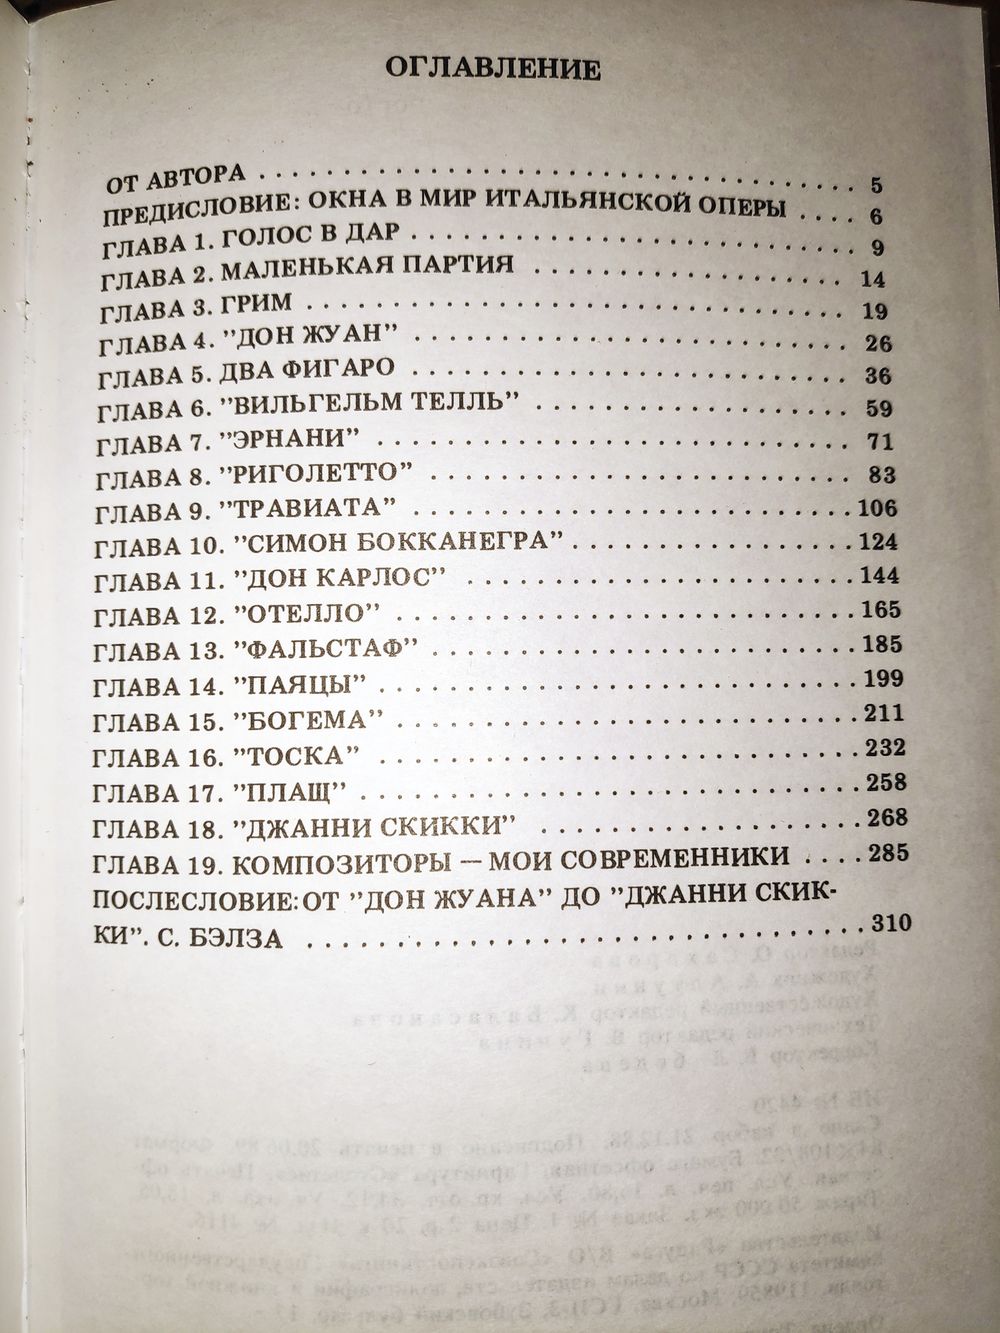 ОГЛАВЛЕНИЕ
ОТ АВТОРА . . . . . . . . . . . . . . . . . . . . . . . . . . . . . . 5
ПРЕДИСЛОВИЕ: ОКНА В МИР ИТАЛЬЯНСКОЙ ОПЕРЫ . . . . 6
ГЛАВА 1. ГОЛОС В ДАР . . . . . . . . . . . . . . . . . . . . . . . 9
ГЛАВА 2. МАЛЕНЬКАЯ ПАРТИЯ . . . . . . . . . . . . . . . . 14
ГЛАВА 3. ГРИМ . . . . . . . . . . . . . . . . . . . . . . . . . . . 19
ГЛАВА 4. ”ДОН ЖУАН” . . . . . . . . . . . . . . . . . . . . . . 26
ГЛАВА 5. ДВА ФИГАРО . . . . . . . . . . . . . . . . . . . . . . 36
ГЛАВА 6. ”ВИЛЬГЕЛЬМ ТЕЛЛЬ” . . . . . . . . . . . . . . . . 59
ГЛАВА 7. ”ЭРНАНИ” . . . . . . . . . . . . . . . . . . . . . . . . 71
ГЛАВА 8. ”РИГОЛЕТТО” . . . . . . . . . . . . . . . . . . . . . 83
ГЛАВА 9. ”ТРАВИАТА” . . . . . . . . . . . . . . . . . . . . . . 106
ГЛАВА 10. ”СИМОН БОККАНЕГРА” . . . . . . . . . . . . . . 124
ГЛАВА 11. ”ДОН КАРЛОС” . . . . . . . . . . . . . . . . . . . 144
ГЛАВА 12. ”ОТЕЛЛО” . . . . . . . . . . . . . . . . . . . . . . . 165
ГЛАВА 13. ”ФАЛЬСТАФ” . . . . . . . . . . . . . . . . . . . . . 185
ГЛАВА 14. ”ПАЯЦЫ” . . . . . . . . . . . . . . . . . . . . . . . . 199
ГЛАВА 15. ”БОГЕМА” . . . . . . . . . . . . . . . . . . . . . . . 211
ГЛАВА 16. ”ТОСКА” . . . . . . . . . . . . . . . . . . . . . . . . 232
ГЛАВА 17. ”ПЛАЩ” . . . . . . . . . . . . . . . . . . . . . . . . . 258
ГЛАВА 18. ”ДЖАННИ СКИККИ” . . . . . . . . . . . . . . . . 268
ГЛАВА 19. КОМПОЗИТОРЫ — МОИ СОВРЕМЕННИКИ . . . . 285
ПОСЛЕСЛОВИЕ: ОТ ”ДОН ЖУАНА” ДО ”ДЖАННИ СКИК-
КИ”. С. БЭЛЗА . . . . . . . . . . . . . . . . . . . . . . . . . . . . 310